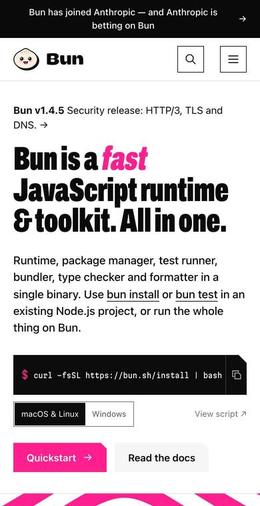 Bun has joined Anthropic — and Anthropic is
betting on Bun
→
Bun
Bun v1.4.5 Security release: HTTP/3, TLS and
DNS. →
Bun is a fast
JavaScript runtime
& toolkit. All in one.
Runtime, package manager, test runner,
bundler, type checker and formatter in a
single binary. Use bun install or bun test in an
existing Node.js project, or run the whole
thing on Bun.
$ curl -fsSL https://bun.sh/install | bash
macOS & Linux Windows View script ↗
Quickstart → Read the docs